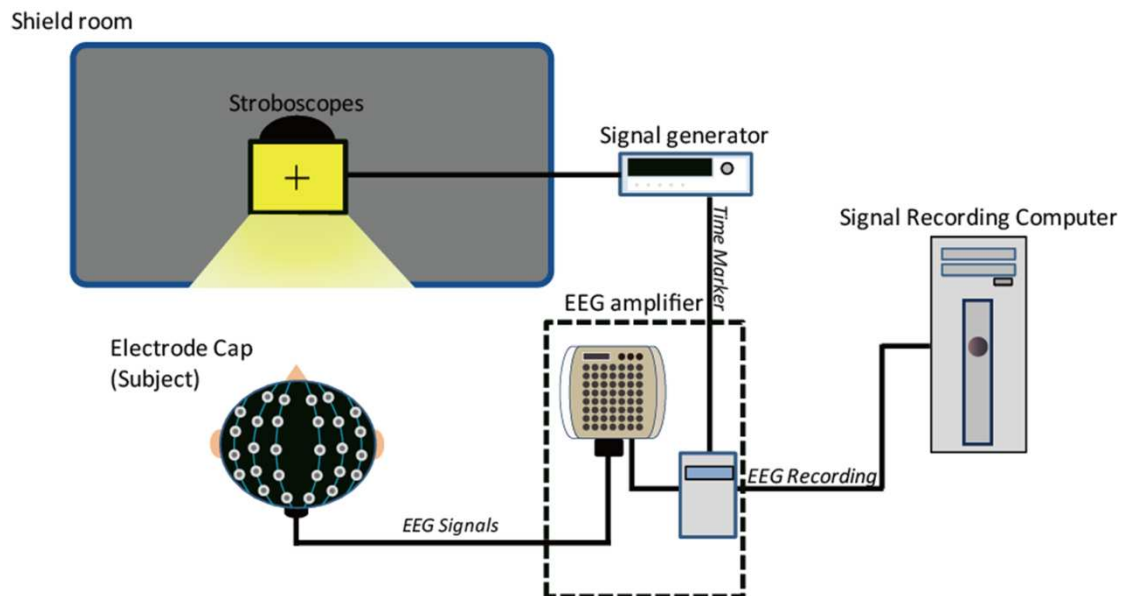 Shield room
Stroboscopes
Signal generator
Time Marker
Signal Recording Computer
EEG amplifier
Electrode Cap
(Subject)
EEG Recording
EEG Signals